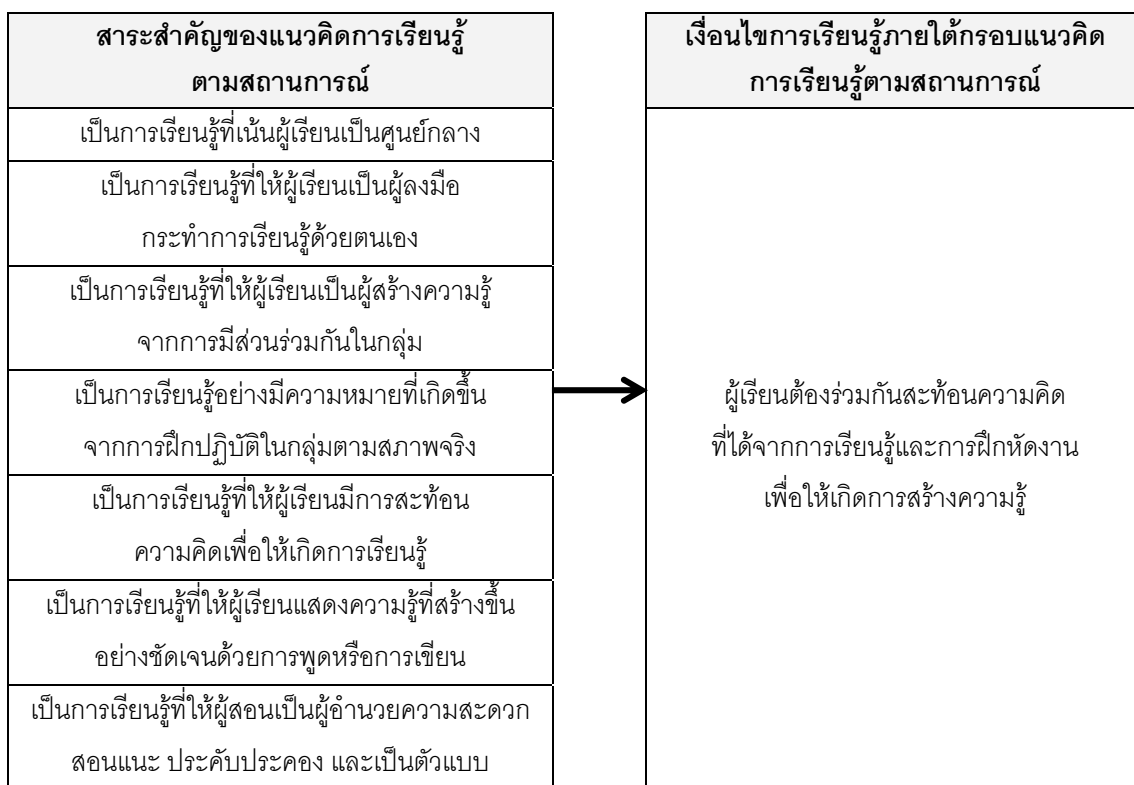 สาระสำคัญของแนวคิดการเรียนรู้
ตามสถานการณ์
เป็นการเรียนรู้ที่เน้นผู้เรียนเป็นศูนย์กลาง
เป็นการเรียนรู้ที่ให้ผู้เรียนเป็นผู้ลงมือ
กระทำการเรียนรู้ด้วยตนเอง
เป็นการเรียนรู้ที่ให้ผู้เรียนเป็นผู้สร้างความรู้
จากการมีส่วนร่วมกันในกลุ่ม
เป็นการเรียนรู้อย่างมีความหมายที่เกิดขึ้น
จากการฝึกปฏิบัติในกลุ่มตามสภาพจริง
เป็นการเรียนรู้ที่ให้ผู้เรียนมีการสะท้อน
ความคิดเพื่อให้เกิดการเรียนรู้
เป็นการเรียนรู้ที่ให้ผู้เรียนแสดงความรู้ที่สร้างขึ้น
อย่างชัดเจนด้วยการพูดหรือการเขียน
เป็นการเรียนรู้ที่ให้ผู้สอนเป็นผู้อำนวยความสะดวก
สอนแนะ ประคับประคอง และเป็นตัวแบบ
เงื่อนไขการเรียนรู้ภายใต้กรอบแนวคิด
การเรียนรู้ตามสถานการณ์
ผู้เรียนต้องร่วมกันสะท้อนความคิด
ที่ได้จากการเรียนรู้และการฝึกหัดงาน
เพื่อให้เกิดการสร้างความรู้